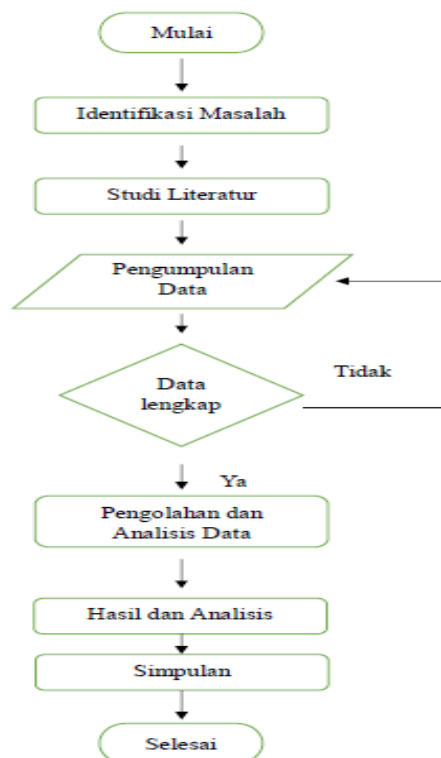 Mulai
Identifikasi Masalah
Studi Literatur
Pengumpulan
Data
Data
lengkap
Tidak
Ya
Pengolahan dan
Analisis Data
Hasil dan Analisis
Simpulan
Selesai